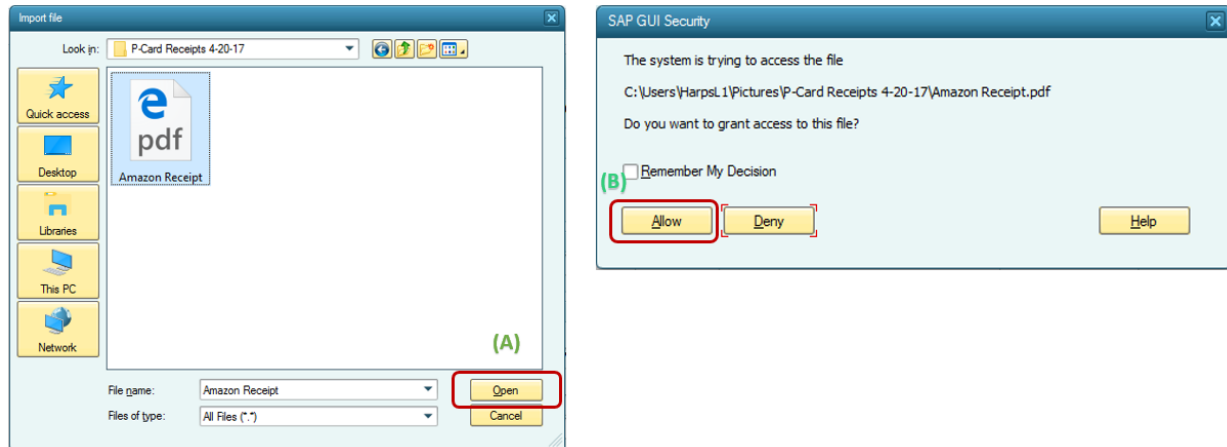 Import file
Look in: P-Card Receipts 4-20-17
Quick access
Desktop
Libraries
This PC
Network
pdf
Amazon Receipt
(A)
File name: Amazon Receipt Open
Files of type: All Files (*.*) Cancel
SAP GUI Security
The system is trying to access the file
C:\Users\HarpsL1\Pictures\P-Card Receipts 4-20-17\Amazon Receipt.pdf
Do you want to grant access to this file?
Remember My Decision
(B)
Allow Deny Help